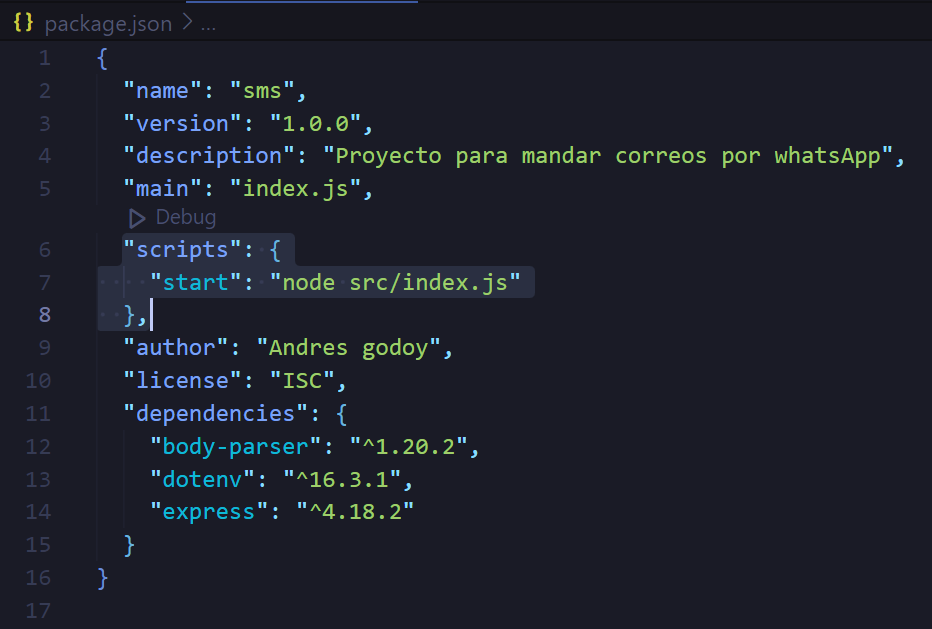 {} package.json > ...
1 {
2 "name": "sms",
3 "version": "1.0.0",
4 "description": "Proyecto para mandar correos por whatsApp",
5 "main": "index.js",
Debug
6 "scripts": {
7 "start": "node src/index.js"
8 },
9 "author": "Andres godoy",
10 "license": "ISC",
11 "dependencies": {
12 "body-parser": "^1.20.2",
13 "dotenv": "^16.3.1",
14 "express": "^4.18.2"
15 }
16 }
17